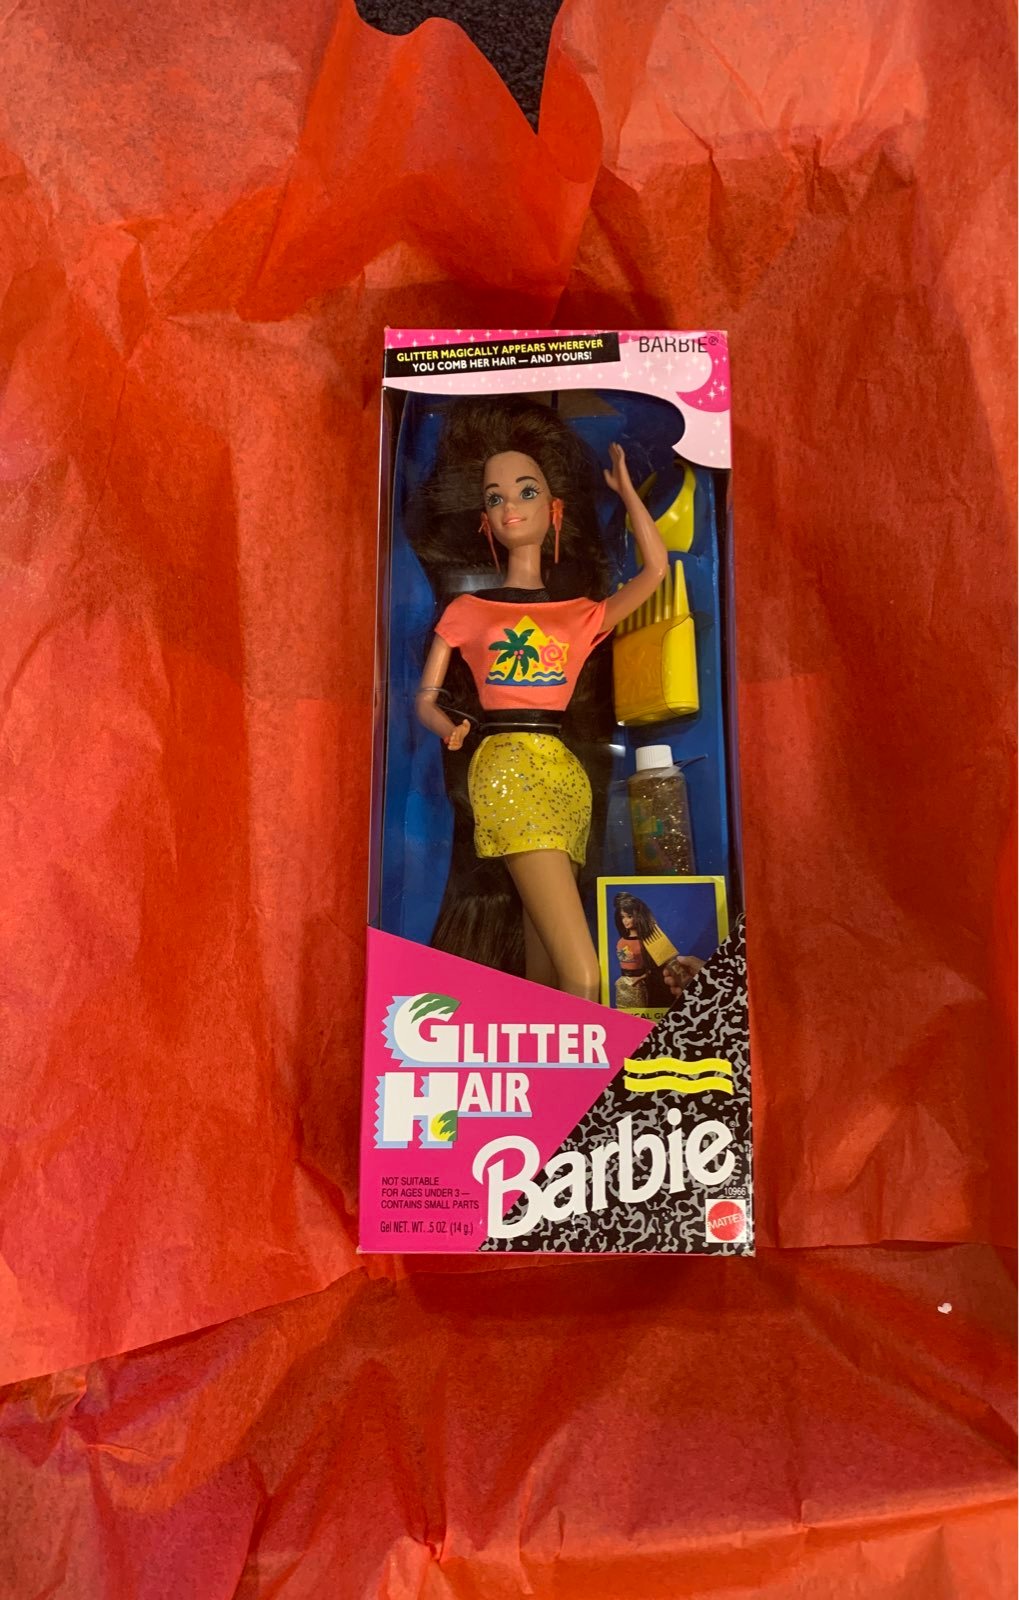 GLITTER MAGICALLY APPEARS WHEREVER
YOU COMB HER HAIR — AND YOURS!
BARBIE®
GLITTER
HAIR
Barbie
NOT SUITABLE
FOR AGES UNDER 3 —
CONTAINS SMALL PARTS
Gel NET. WT. .5 OZ. (14 g.)
10966
MATTEL